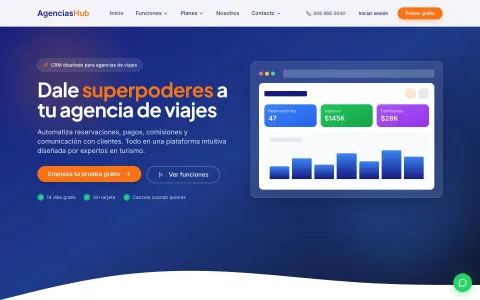 AgenciasHub
Inicio
Funciones
Planes
Nosotros
Contacto
998 866 0040
Iniciar sesión
Prueba gratis
CRM diseñado para agencias de viajes
Dale superpoderes a
tu agencia de viajes
Automatiza reservaciones, pagos, comisiones y
comunicación con clientes. Todo en una plataforma intuitiva
diseñada por expertos en turismo.
Empieza tu prueba gratis
Ver funciones
14 días gratis
Sin tarjeta
Cancela cuando quieras
Reservaciones
47
Ingresos
$145K
Comisiones
$28K